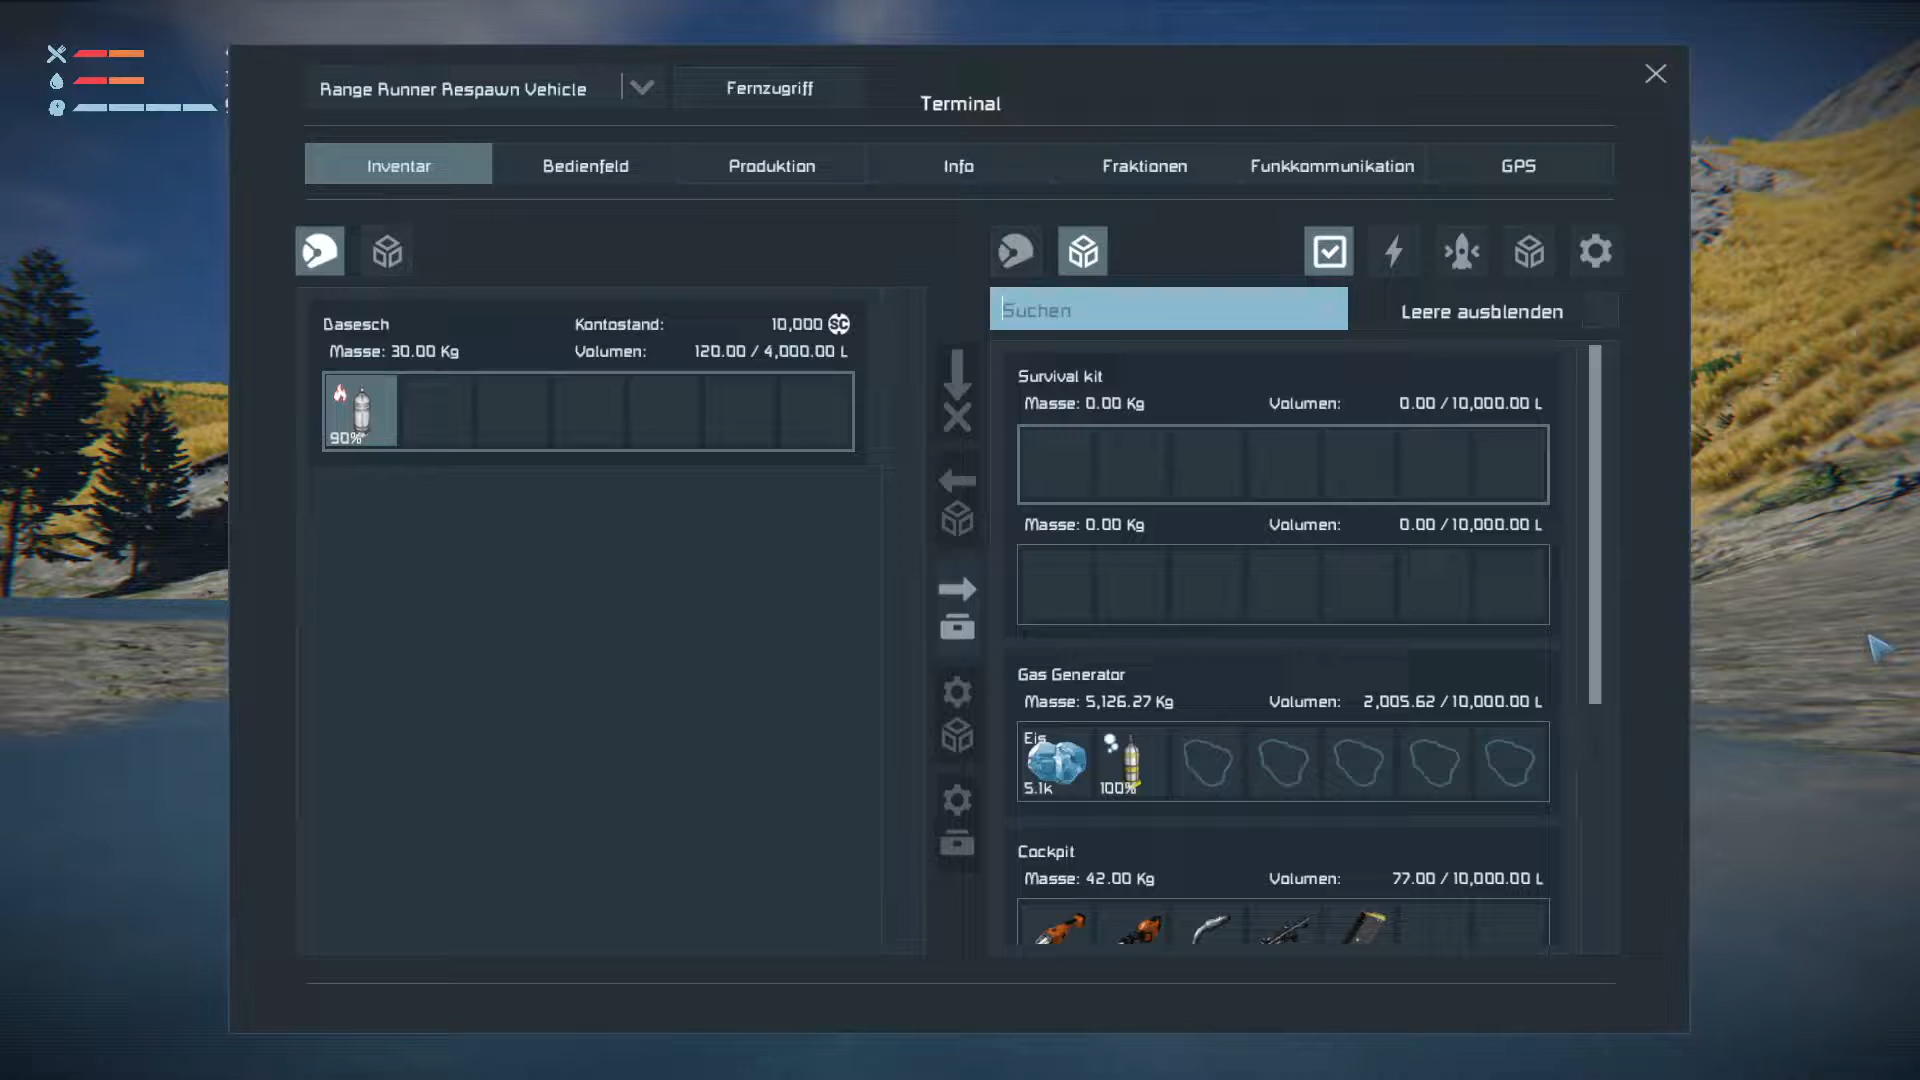 Range Runner Respawn Vehicle
Fernzugriff
Terminal
Inventar
Bedienfeld
Produktion
Info
Fraktionen
Funkkommunikation
GPS
Basesch
Kontostand: 10,000 SC
Masse: 30.00 Kg
Volumen: 120.00 / 4,000.00 L
90%
Suchen
Leere ausblenden
Survival kit
Masse: 0.00 Kg
Volumen: 0.00 / 10,000.00 L
Masse: 0.00 Kg
Volumen: 0.00 / 10,000.00 L
Gas Generator
Masse: 5,126.27 Kg
Volumen: 2,005.62 / 10,000.00 L
Eis
5.1k
100%
Cockpit
Masse: 42.00 Kg
Volumen: 77.00 / 10,000.00 L